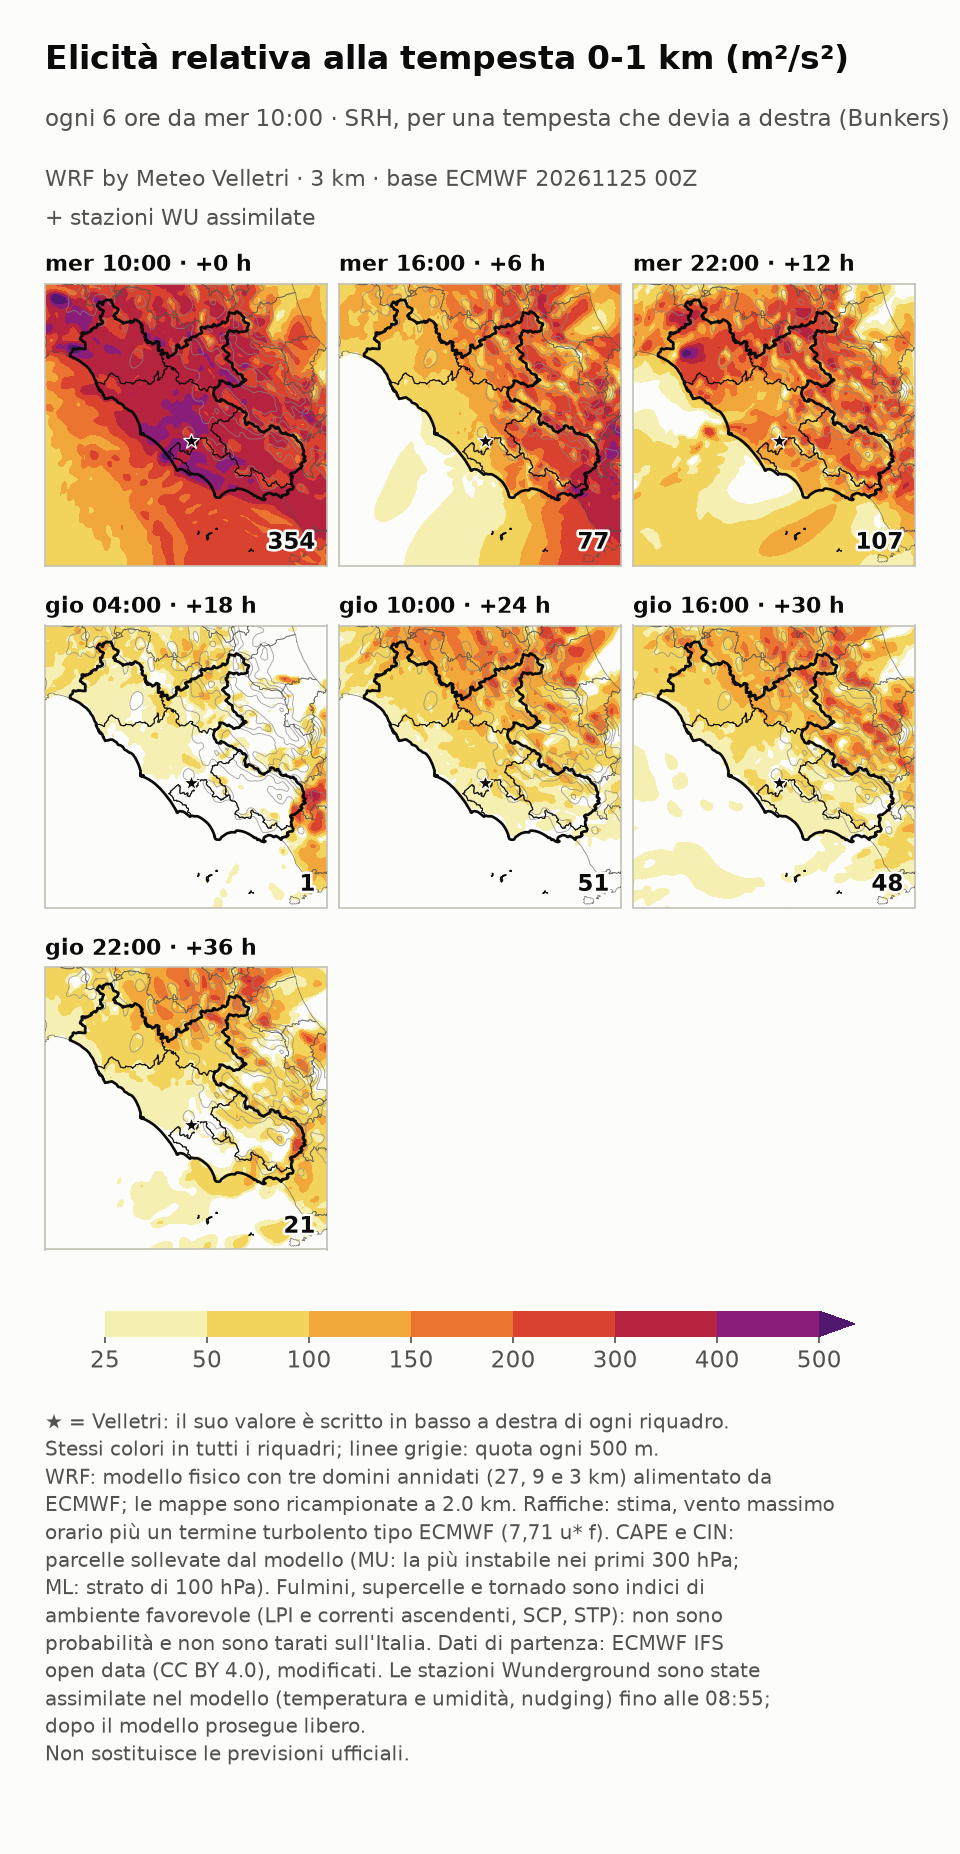 Elicità relativa alla tempesta 0-1 km (m²/s²)
ogni 6 ore da mer 10:00 · SRH, per una tempesta che devia a destra (Bunkers)
WRF by Meteo Velletri · 3 km · base ECMWF 20261125 00Z
+ stazioni WU assimilate
mer 10:00 · +0 h
mer 16:00 · +6 h
mer 22:00 · +12 h
354
77
107
gio 04:00 · +18 h
gio 10:00 · +24 h
gio 16:00 · +30 h
1
51
48
gio 22:00 · +36 h
21
25 50 100 150 200 300 400 500
★ = Velletri: il suo valore è scritto in basso a destra di ogni riquadro.
Stessi colori in tutti i riquadri; linee grigie: quota ogni 500 m.
WRF: modello fisico con tre domini annidati (27, 9 e 3 km) alimentato da
ECMWF; le mappe sono ricampionate a 2.0 km. Raffiche: stima, vento massimo
orario più un termine turbolento tipo ECMWF (7,71 u* f). CAPE e CIN:
parcelle sollevate dal modello (MU: la più instabile nei primi 300 hPa;
ML: strato di 100 hPa). Fulmini, supercelle e tornado sono indici di
ambiente favorevole (LPI e correnti ascendenti, SCP, STP): non sono
probabilità e non sono tarati sull'Italia. Dati di partenza: ECMWF IFS
open data (CC BY 4.0), modificati. Le stazioni Wunderground sono state
assimilate nel modello (temperatura e umidità, nudging) fino alle 08:55;
dopo il modello prosegue libero.
Non sostituisce le previsioni ufficiali.